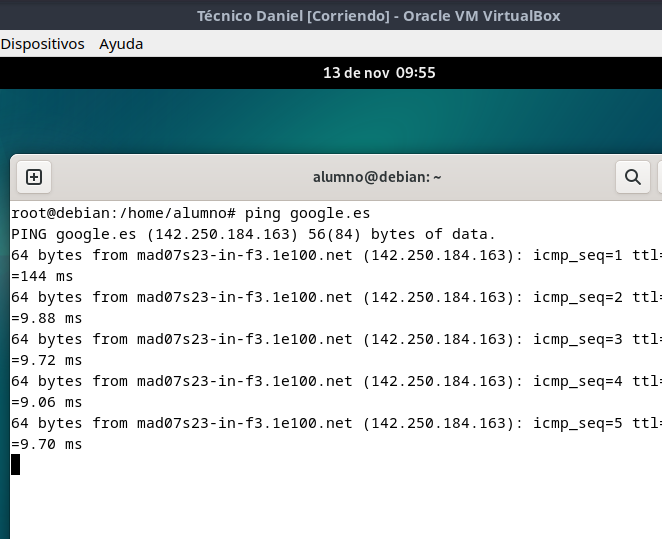 Técnico Daniel [Corriendo] - Oracle VM VirtualBox
Dispositivos Ayuda
13 de nov 09:55
alumno@debian: ~
root@debian:/home/alumno# ping google.es
PING google.es (142.250.184.163) 56(84) bytes of data.
64 bytes from mad07s23-in-f3.1e100.net (142.250.184.163): icmp_seq=1 ttl=
=144 ms
64 bytes from mad07s23-in-f3.1e100.net (142.250.184.163): icmp_seq=2 ttl=
=9.88 ms
64 bytes from mad07s23-in-f3.1e100.net (142.250.184.163): icmp_seq=3 ttl=
=9.72 ms
64 bytes from mad07s23-in-f3.1e100.net (142.250.184.163): icmp_seq=4 ttl=
=9.06 ms
64 bytes from mad07s23-in-f3.1e100.net (142.250.184.163): icmp_seq=5 ttl=
=9.70 ms